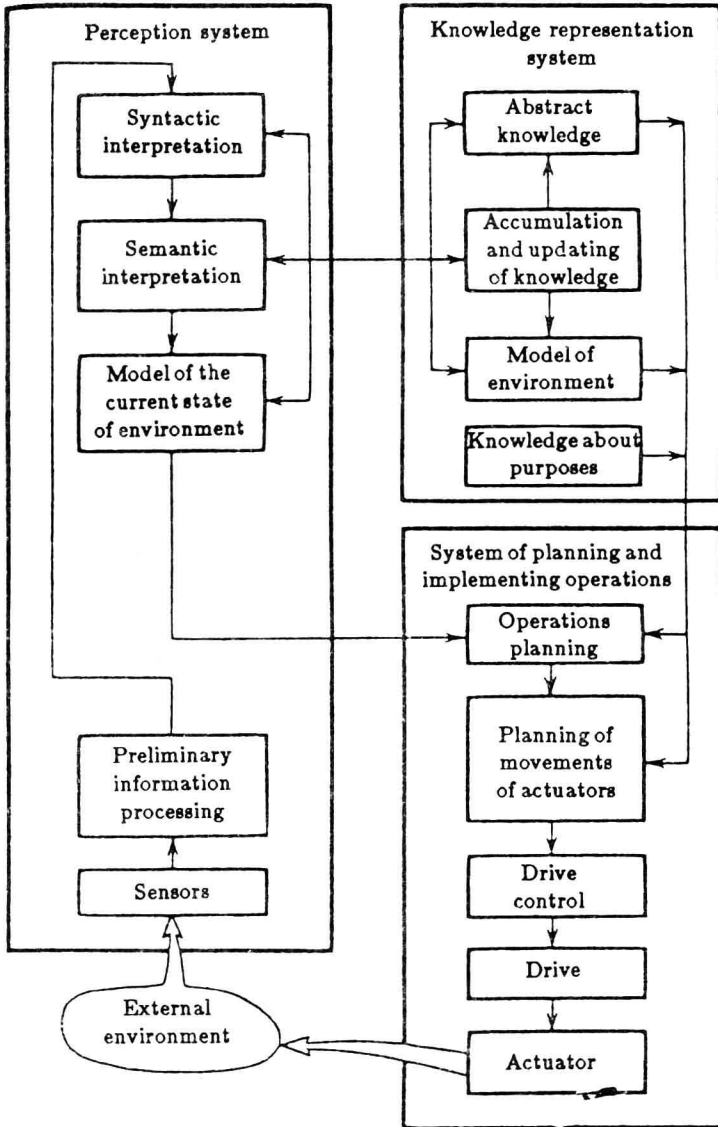 Perception system
Syntactic
interpretation
Semantic
interpretation
Model of the
current state
of environment
Preliminary
information
processing
Sensors
External
environment
Knowledge representation
system
Abstract
knowledge
Accumulation
and updating
of knowledge
Model of
environment
Knowledge about
purposes
System of planning and
implementing operations
Operations
planning
Planning of
movements
of actuators
Drive
control
Drive
Actuator